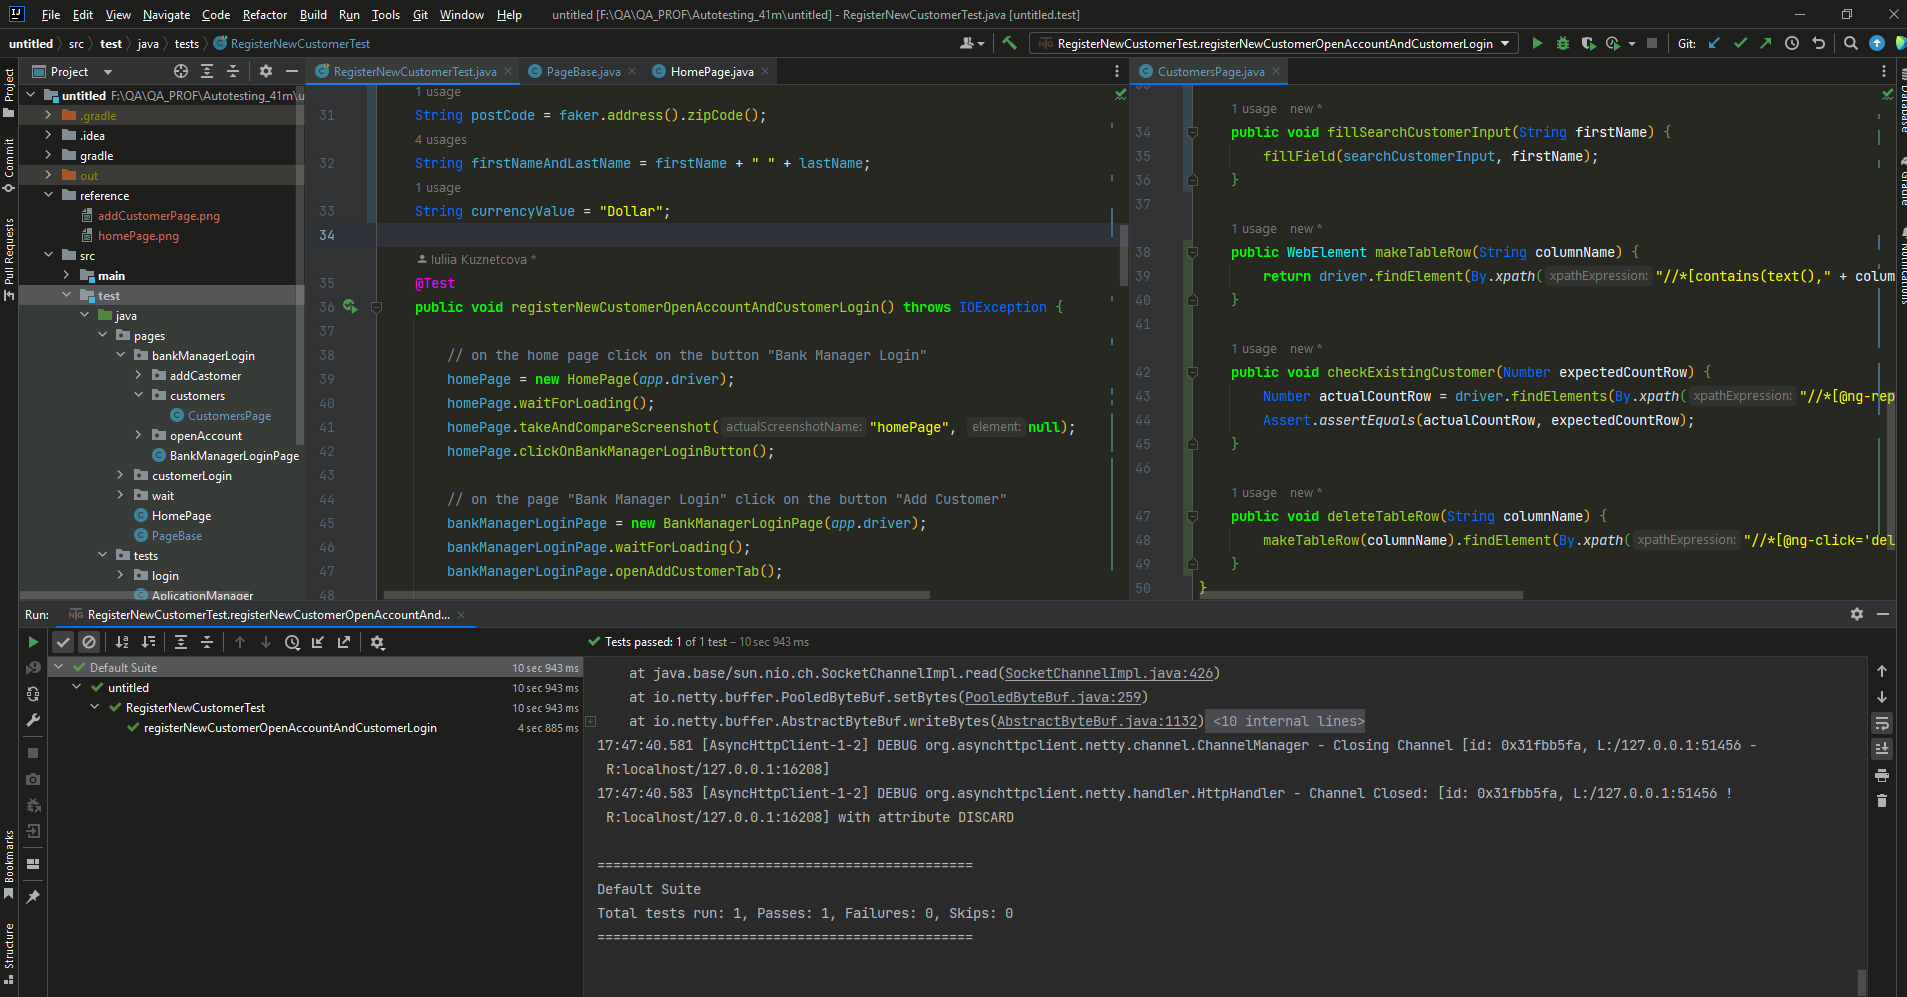 File Edit View Navigate Code Refactor Build Run Tools Git Window Help untitled [F:\QA\QA_PROF\Autotesting_41m\untitled] - RegisterNewCustomerTest.java [untitled.test]
untitled src test java tests RegisterNewCustomerTest RegisterNewCustomerTest.registerNewCustomerOpenAccountAndCustomerLogin Git:
Project
RegisterNewCustomerTest.java PageBase.java HomePage.java CustomersPage.java
Project
Commit
Pull Requests
Bookmarks
Structure
untitled F:\QA\QA_PROF\Autotesting_41m\u
.gradle
.idea
gradle
out
reference
addCustomerPage.png
homePage.png
src
main
test
java
pages
bankManagerLogin
addCastomer
customers
CustomersPage
openAccount
BankManagerLoginPage
customerLogin
wait
HomePage
PageBase
tests
login
AplicationManager
1 usage
31 String postCode = faker.address().zipCode();
4 usages
32 String firstNameAndLastName = firstName + " " + lastName;
1 usage
33 String currencyValue = "Dollar";
34
Iuliia Kuznetcova *
35 @Test
36 public void registerNewCustomerOpenAccountAndCustomerLogin() throws IOException {
37
38 // on the home page click on the button "Bank Manager Login"
39 homePage = new HomePage(app.driver);
40 homePage.waitForLoading();
41 homePage.takeAndCompareScreenshot( actualScreenshotName: "homePage", element: null);
42 homePage.clickOnBankManagerLoginButton();
43
44 // on the page "Bank Manager Login" click on the button "Add Customer"
45 bankManagerLoginPage = new BankManagerLoginPage(app.driver);
46 bankManagerLoginPage.waitForLoading();
47 bankManagerLoginPage.openAddCustomerTab();
48
33
1 usage new *
34 public void fillSearchCustomerInput(String firstName) {
35 fillField(searchCustomerInput, firstName);
36 }
37
1 usage new *
38 public WebElement makeTableRow(String columnName) {
39 return driver.findElement(By.xpath( xpathExpression: "//*[contains(text()," + colum
40 }
41
1 usage new *
42 public void checkExistingCustomer(Number expectedCountRow) {
43 Number actualCountRow = driver.findElements(By.xpath( xpathExpression: "//*[@ng-rep
44 Assert.assertEquals(actualCountRow, expectedCountRow);
45 }
46
1 usage new *
47 public void deleteTableRow(String columnName) {
48 makeTableRow(columnName).findElement(By.xpath( xpathExpression: "//*[@ng-click='del
49 }
50 }
Database
Gradle
Notifications
Run: RegisterNewCustomerTest.registerNewCustomerOpenAccountAnd...
Tests passed: 1 of 1 test – 10 sec 943 ms
Default Suite 10 sec 943 ms
untitled 10 sec 943 ms
RegisterNewCustomerTest 10 sec 943 ms
registerNewCustomerOpenAccountAndCustomerLogin 4 sec 885 ms
at java.base/sun.nio.ch.SocketChannelImpl.read(SocketChannelImpl.java:426)
at io.netty.buffer.PooledByteBuf.setBytes(PooledByteBuf.java:259)
at io.netty.buffer.AbstractByteBuf.writeBytes(AbstractByteBuf.java:1132) <10 internal lines>
17:47:40.581 [AsyncHttpClient-1-2] DEBUG org.asynchttpclient.netty.channel.ChannelManager - Closing Channel [id: 0x31fbb5fa, L:/127.0.0.1:51456 -
R:localhost/127.0.0.1:16208]
17:47:40.583 [AsyncHttpClient-1-2] DEBUG org.asynchttpclient.netty.handler.HttpHandler - Channel Closed: [id: 0x31fbb5fa, L:/127.0.0.1:51456 !
R:localhost/127.0.0.1:16208] with attribute DISCARD
===============================================
Default Suite
Total tests run: 1, Passes: 1, Failures: 0, Skips: 0
===============================================